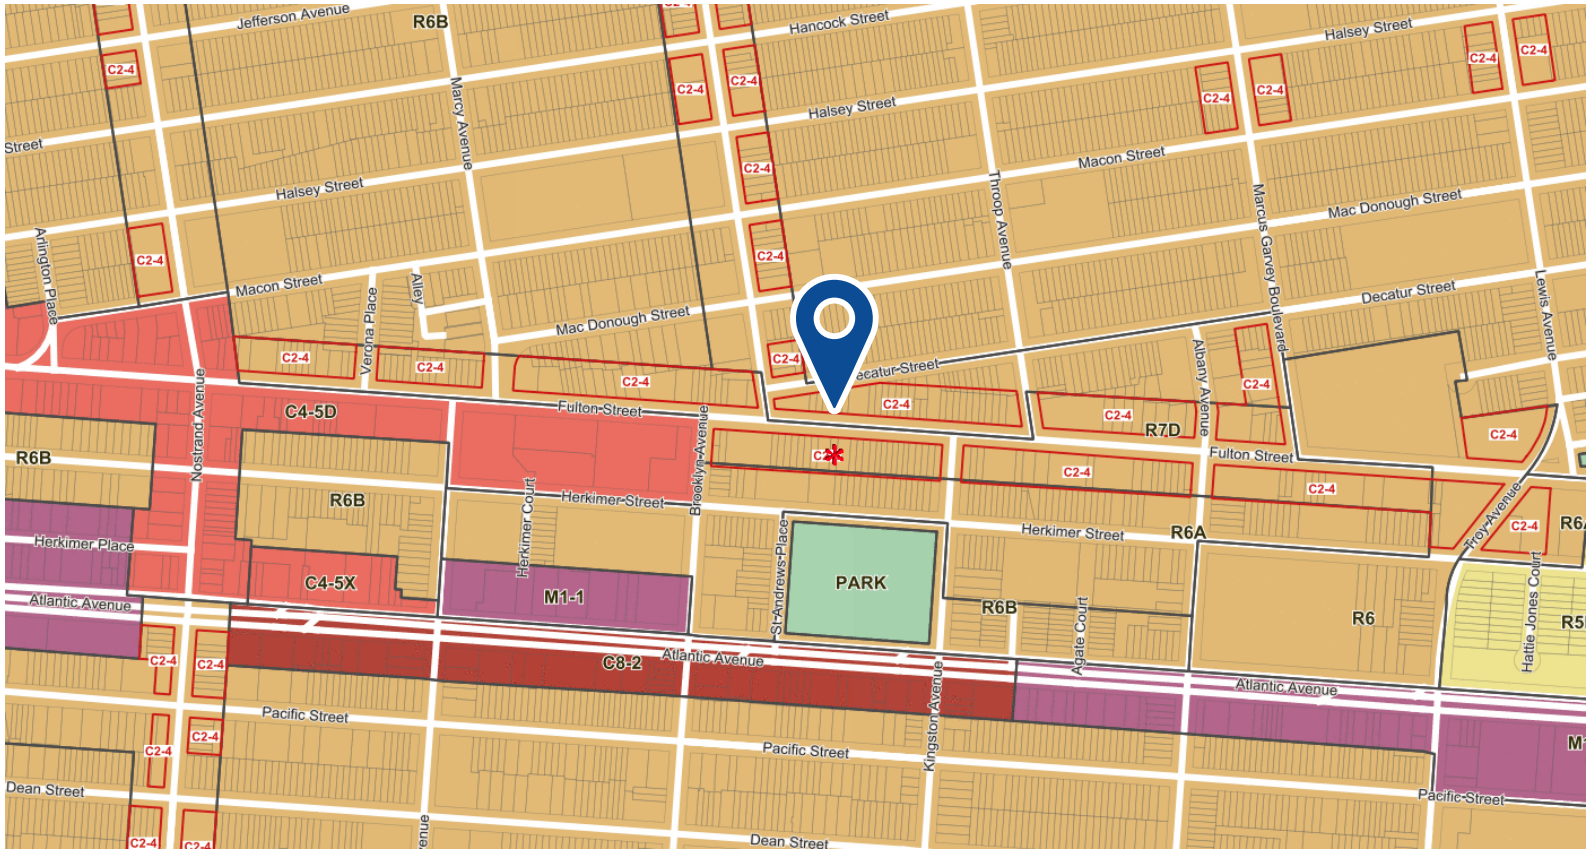 Jefferson Avenue
R6B
Hancock Street
Halsey Street
C2-4
C2-4
C2-4
C2-4
C2-4
C2-4
C2-4
C2-4
Marcy Avenue
Halsey Street
Street
Macon Street
C2-4
Halsey Street
Throop Avenue
Marcus Garvey Boulevard
Mac Donough Street
Arlington Place
C2-4
C2-4
Macon Street
Alley
Verona Place
Mac Donough Street
Decatur Street
Lewis Avenue
C2-4
C2-4
C2-4
C2-4
Albany Avenue
C2-4
C2-4
Nostrand Avenue
C4-5D
Fulton Street
Brooklyn Avenue
C2-4
R7D
C2-4
R6B
Fulton Street
C2-4
C2-4
R6B
Herkimer Court
Herkimer Street
Herkimer Street
R6A
Troy Avenue
C2-4
Herkimer Place
St Andrews Place
C4-5X
M1-1
PARK
R6B
Agate Court
R6
Hattie Jones Court
Atlantic Avenue
C2-4
C2-4
C8-2
Atlantic Avenue
Kingston Avenue
Atlantic Avenue
Pacific Street
C2-4
C2-4
Pacific Street
Dean Street
Pacific Street
C2-4
C2-4
Dean Street